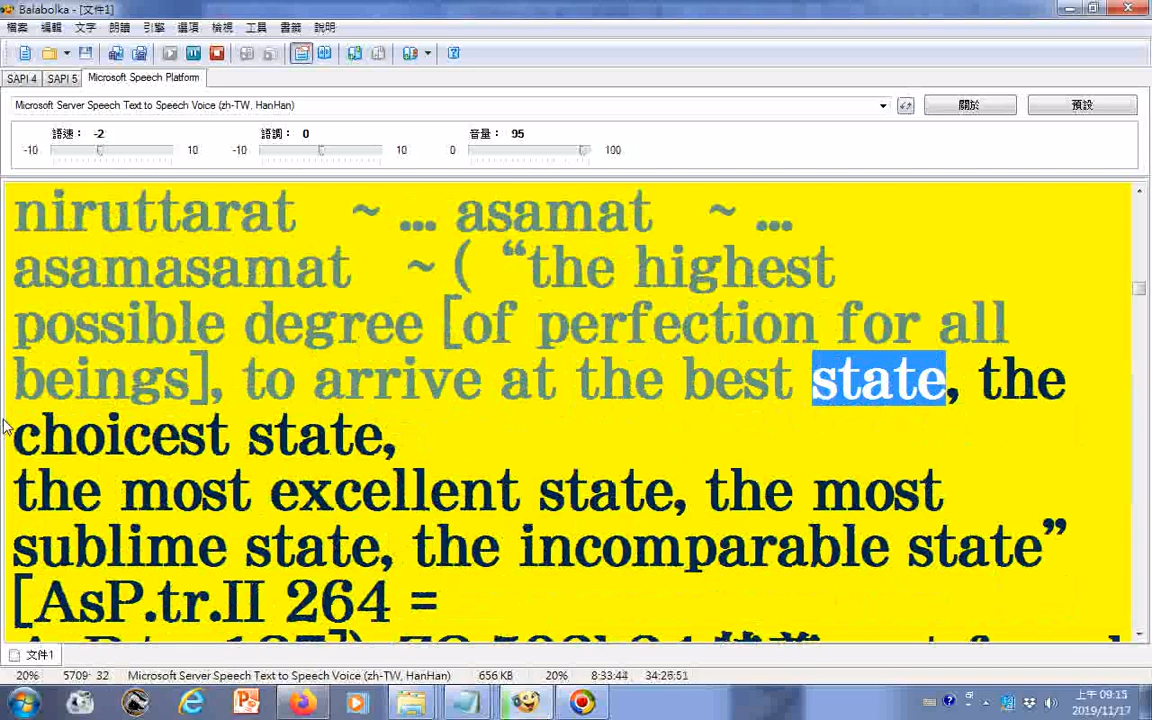 Balabolka - [文件1]
檔案 編輯 文字 朗讀 引擎 選項 檢視 工具 書籤 說明
SAPI 4 SAPI 5 Microsoft Speech Platform
Microsoft Server Speech Text to Speech Voice (zh-TW, HanHan) 關於 預設
語速： -2 語調： 0 音量： 95
-10 10 -10 10 0 100
niruttarat ~ ... asamat ~ ...
asamasamat ~ ( “the highest
possible degree [of perfection for all
beings], to arrive at the best state, the
choicest state,
the most excellent state, the most
sublime state, the incomparable state”
[AsP.tr.II 264 =
文件1
20% 5709: 32 Microsoft Server Speech Text to Speech Voice (zh-TW, HanHan) 656 KB 20% 8:33:44 34:26:51
上午 09:15
2019/11/17